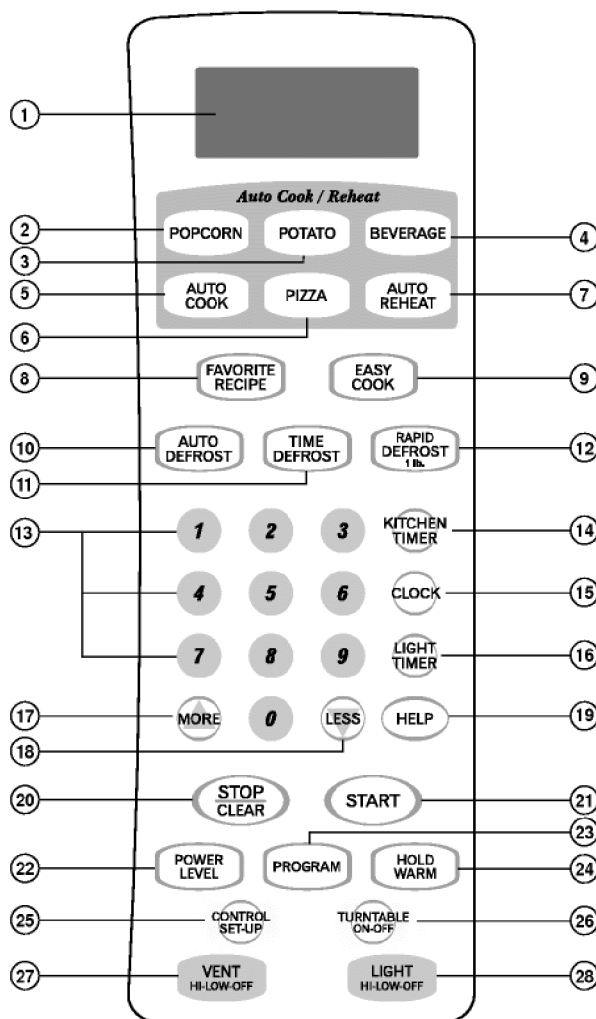 1
Auto Cook / Reheat
2
POPCORN
POTATO
BEVERAGE
4
3
5
AUTO
COOK
PIZZA
AUTO
REHEAT
7
6
8
FAVORITE
RECIPE
EASY
COOK
9
10
AUTO
DEFROST
TIME
DEFROST
RAPID
DEFROST
1 lb.
12
11
13
1
2
3
KITCHEN
TIMER
14
4
5
6
CLOCK
15
7
8
9
LIGHT
TIMER
16
17
MORE
0
LESS
HELP
19
18
20
STOP
CLEAR
START
21
23
22
POWER
LEVEL
PROGRAM
HOLD
WARM
24
25
CONTROL
SET-UP
TURNTABLE
ON-OFF
26
27
VENT
HI-LOW-OFF
LIGHT
HI-LOW-OFF
28